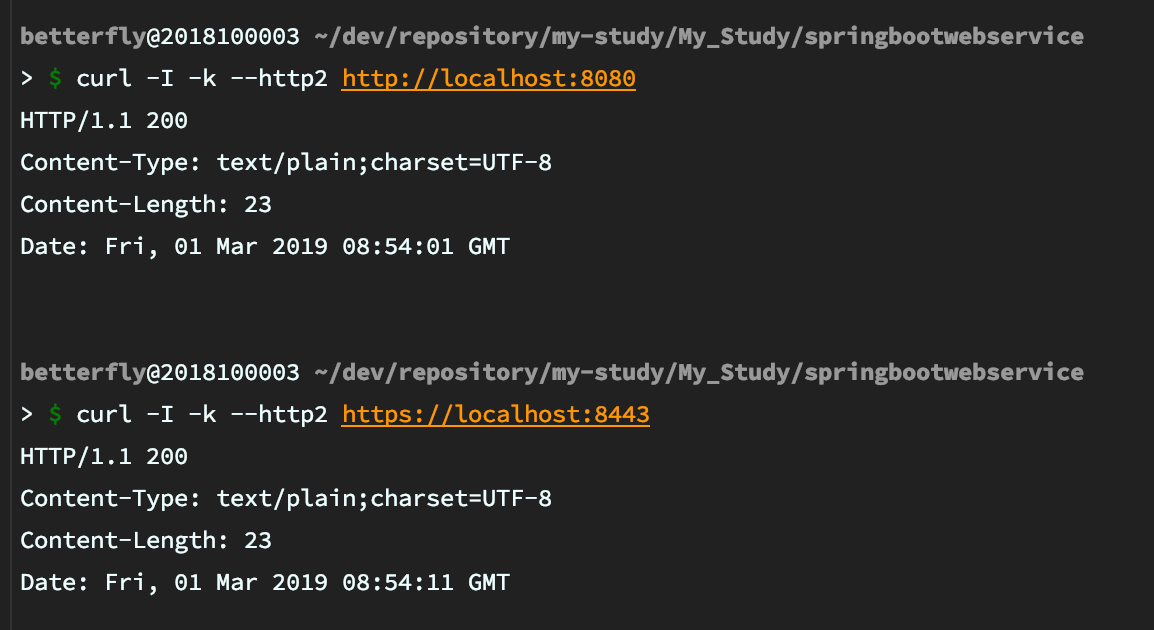 betterfly@2018100003 ~/dev/repository/my-study/My_Study/springbootwebservice
> $ curl -I -k --http2 http://localhost:8080
HTTP/1.1 200
Content-Type: text/plain;charset=UTF-8
Content-Length: 23
Date: Fri, 01 Mar 2019 08:54:01 GMT
betterfly@2018100003 ~/dev/repository/my-study/My_Study/springbootwebservice
> $ curl -I -k --http2 https://localhost:8443
HTTP/1.1 200
Content-Type: text/plain;charset=UTF-8
Content-Length: 23
Date: Fri, 01 Mar 2019 08:54:11 GMT